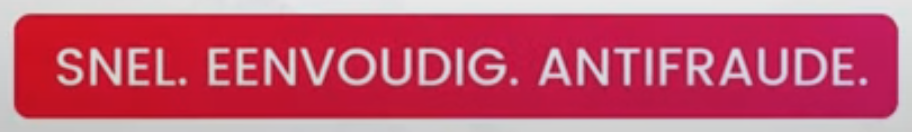 SNEL. EENVOUDIG. ANTIFRAUDE.